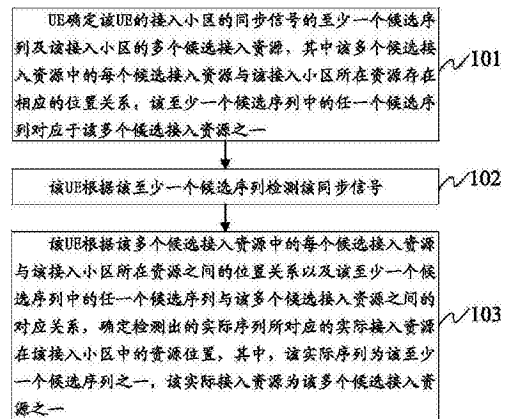 UE确定该UE的接入小区的同步信号的至少一个候选序
列及该接入小区的多个候选接入资源，其中该多个候选接
入资源中的每个候选接入资源与该接入小区所在资源存在
相应的位置关系，该至少一个候选序列中的任一个候选序
列对应于该多个候选接入资源之一
101
该UE根据该至少一个候选序列检测该同步信号
102
该UE根据该多个候选接入资源中的每个候选接入资源
与该接入小区所在资源之间的位置关系以及该至少一个候
选序列中的任一个候选序列与该多个候选接入资源之间的
对应关系，确定检测出的实际序列所对应的实际接入资源
在该接入小区中的资源位置，其中，该实际序列为该至少
一个候选序列之一，该实际接入资源为该多个候选接入资
源之一
103